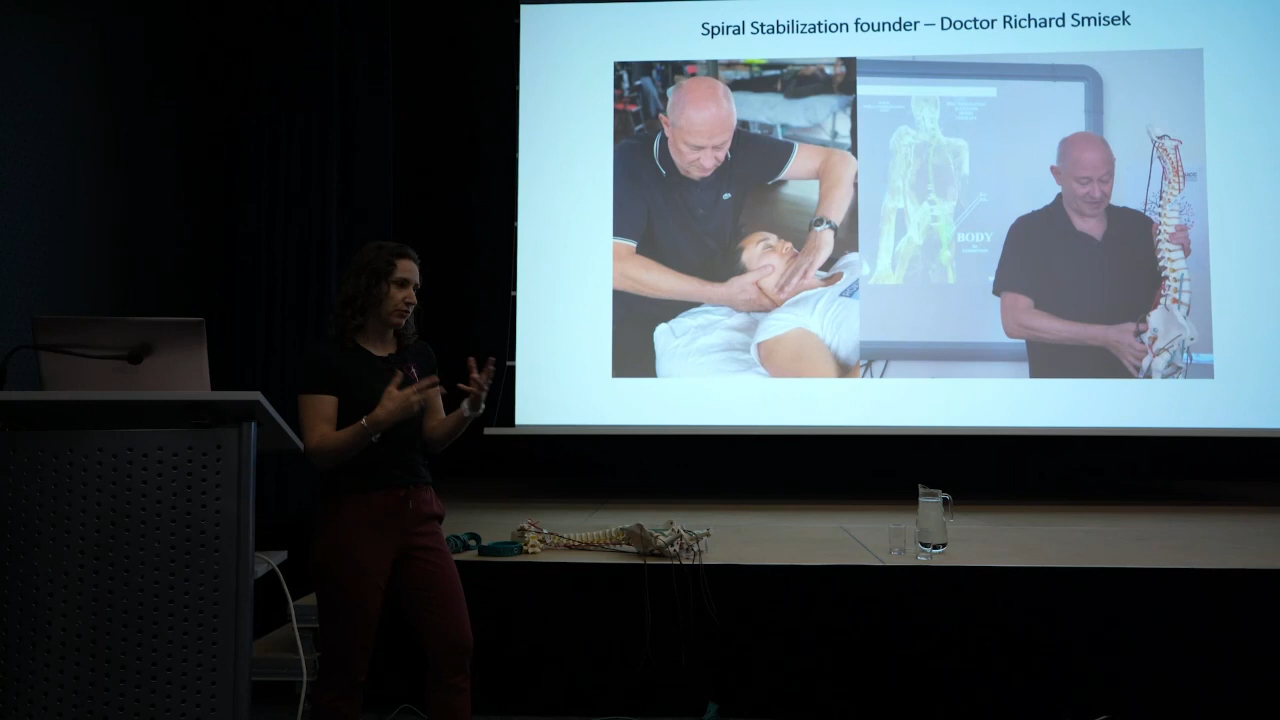 Spiral Stabilization founder – Doctor Richard Smisek
BODY